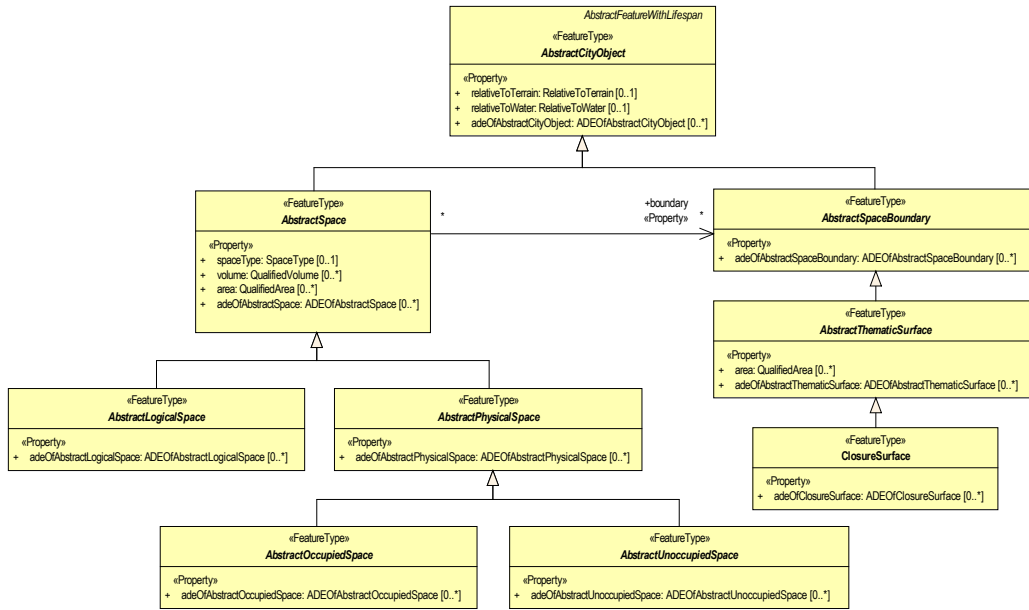 AbstractFeatureWithLifespan
«FeatureType»
AbstractCityObject
«Property»
+ relativeToTerrain: RelativeToTerrain [0..1]
+ relativeToWater: RelativeToWater [0..1]
+ adeOfAbstractCityObject: ADEOfAbstractCityObject [0..*]
«FeatureType»
AbstractSpace
«Property»
+ spaceType: SpaceType [0..1]
+ volume: QualifiedVolume [0..*]
+ area: QualifiedArea [0..*]
+ adeOfAbstractSpace: ADEOfAbstractSpace [0..*]
*
+boundary
«Property» *
«FeatureType»
AbstractSpaceBoundary
«Property»
+ adeOfAbstractSpaceBoundary: ADEOfAbstractSpaceBoundary [0..*]
«FeatureType»
AbstractThematicSurface
«Property»
+ area: QualifiedArea [0..*]
+ adeOfAbstractThematicSurface: ADEOfAbstractThematicSurface [0..*]
«FeatureType»
AbstractLogicalSpace
«Property»
+ adeOfAbstractLogicalSpace: ADEOfAbstractLogicalSpace [0..*]
«FeatureType»
AbstractPhysicalSpace
«Property»
+ adeOfAbstractPhysicalSpace: ADEOfAbstractPhysicalSpace [0..*]
«FeatureType»
ClosureSurface
«Property»
+ adeOfClosureSurface: ADEOfClosureSurface [0..*]
«FeatureType»
AbstractOccupiedSpace
«Property»
+ adeOfAbstractOccupiedSpace: ADEOfAbstractOccupiedSpace [0..*]
«FeatureType»
AbstractUnoccupiedSpace
«Property»
+ adeOfAbstractUnoccupiedSpace: ADEOfAbstractUnoccupiedSpace [0..*]